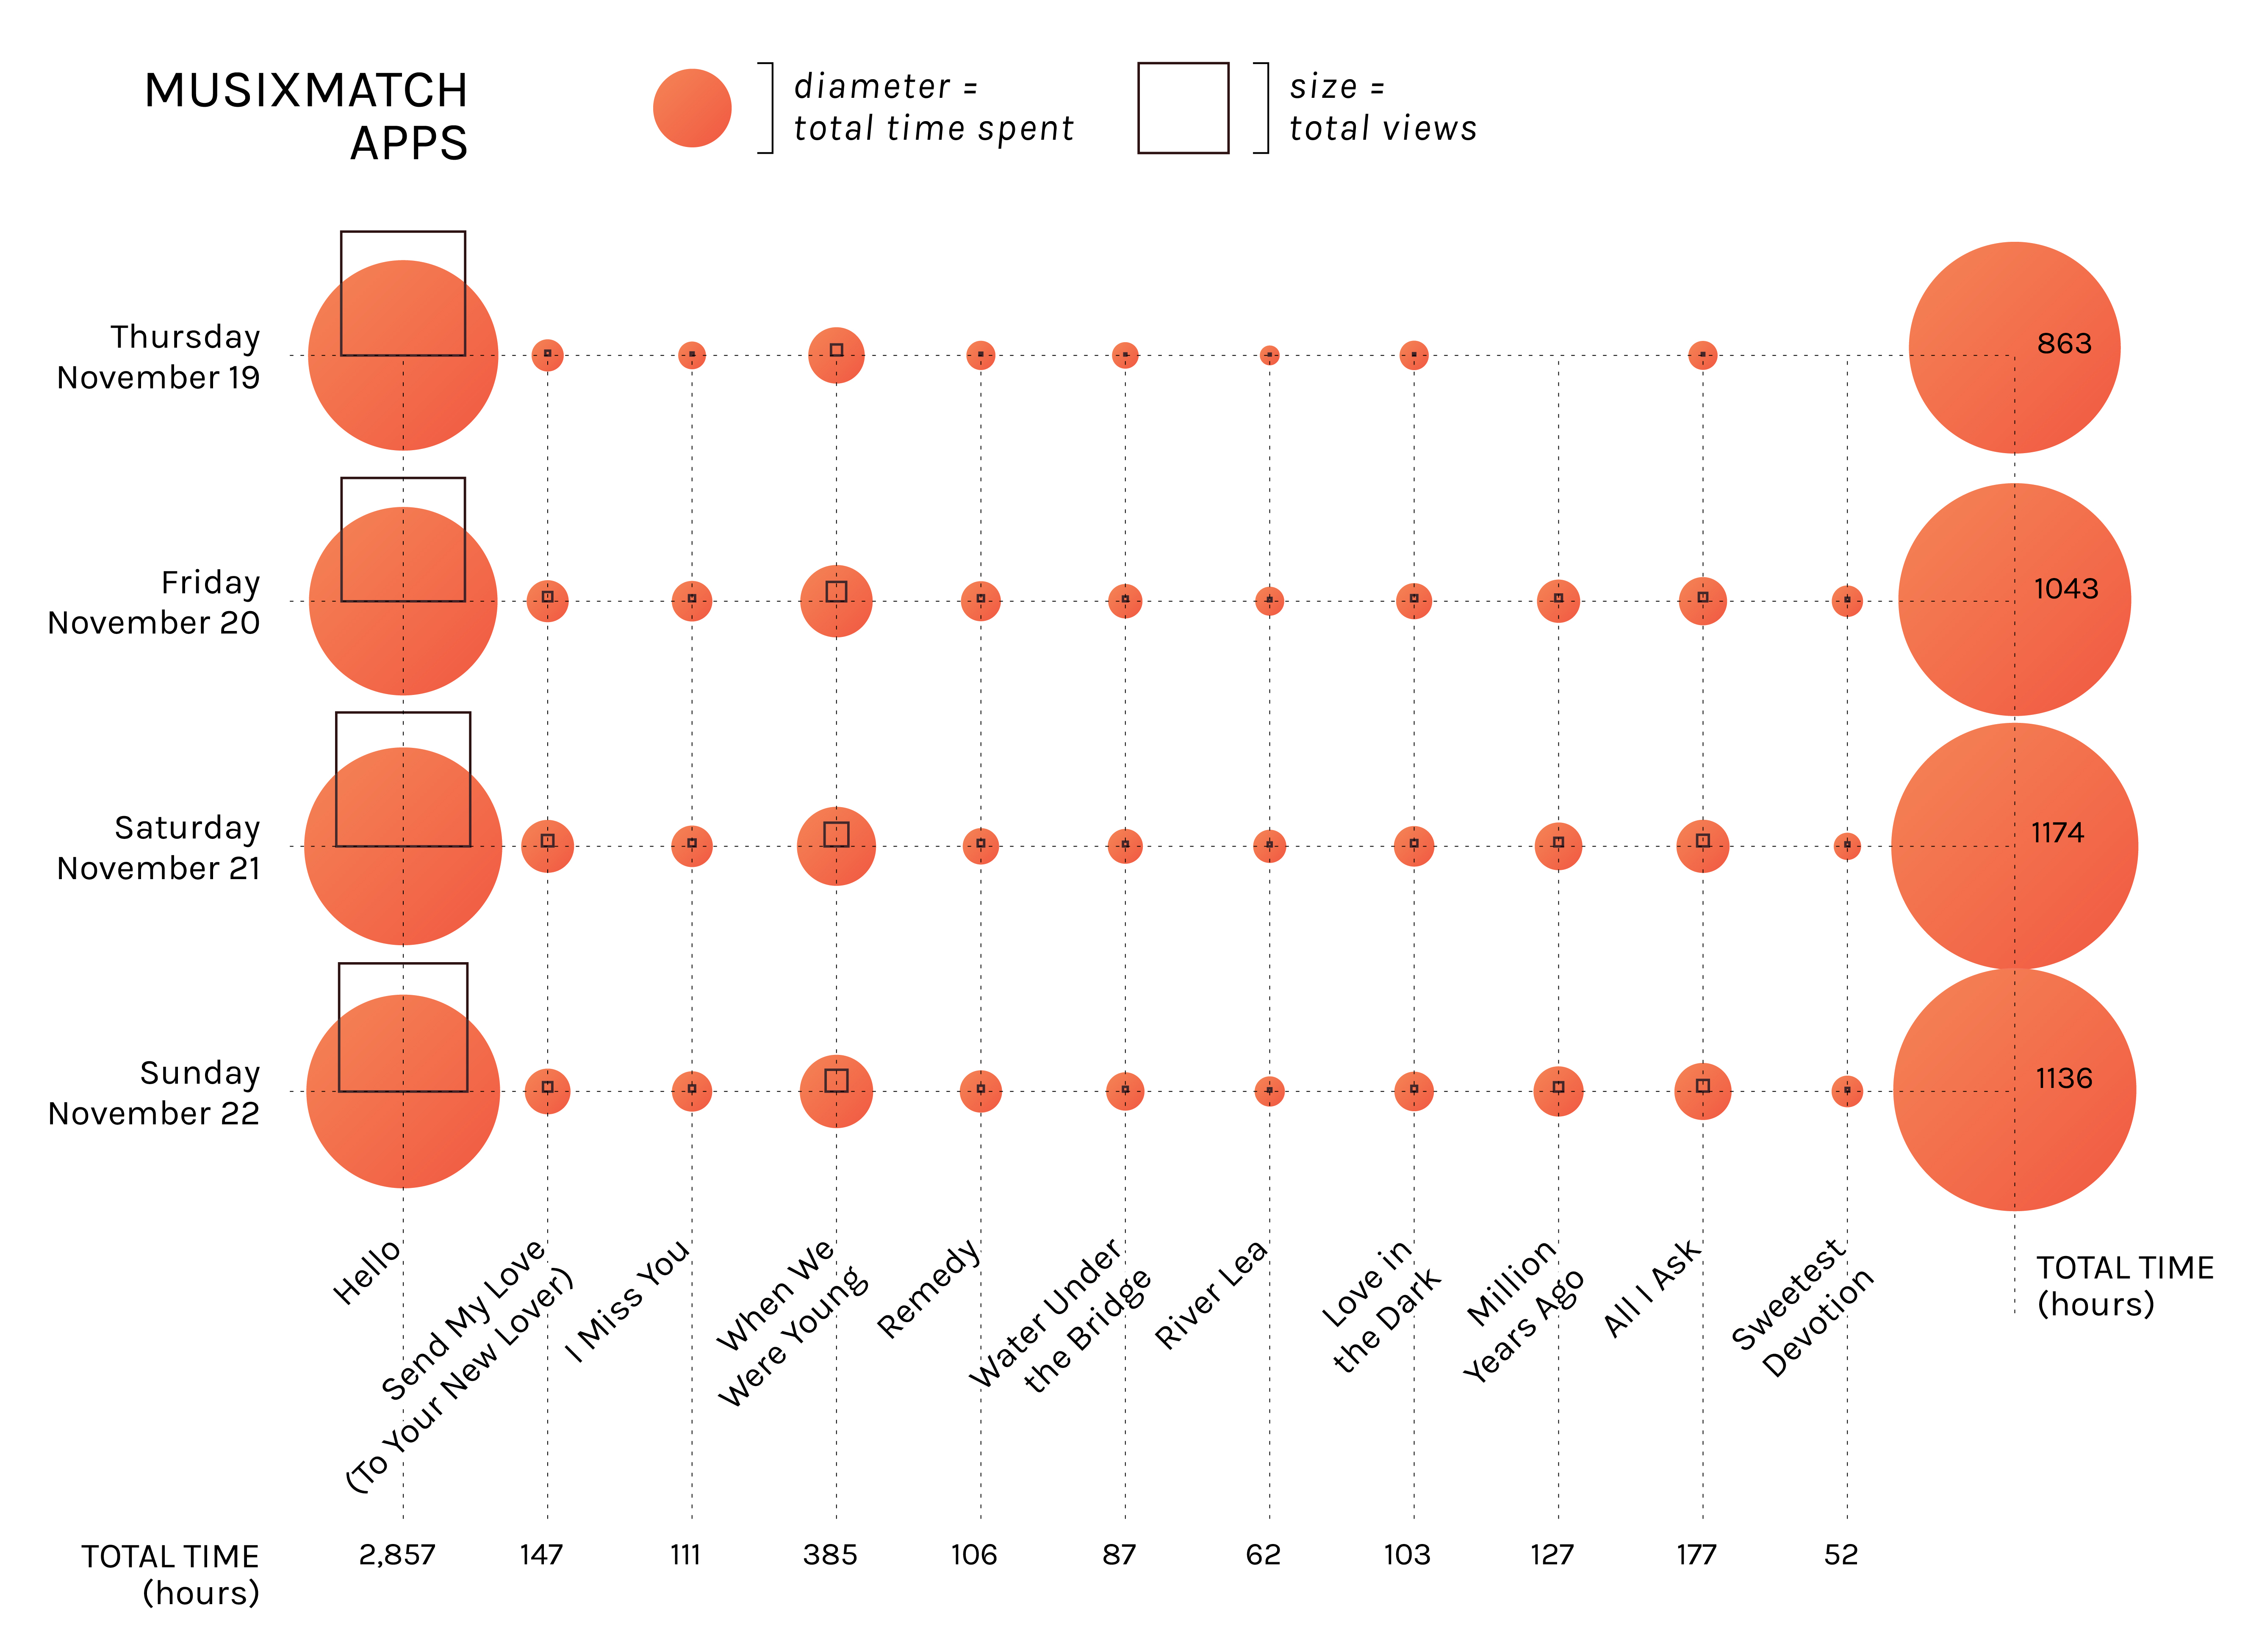 MUSIXMATCH
APPS
diameter =
total time spent
size =
total views
Thursday
November 19
863
Friday
November 20
1043
Saturday
November 21
1174
Sunday
November 22
1136
Hello
Send My Love
(To Your New Lover)
I Miss You
When We
Were Young
Remedy
Water Under
the Bridge
River Lea
Love in
the Dark
Million
Years Ago
All I Ask
Sweetest
Devotion
TOTAL TIME
(hours)
TOTAL TIME
(hours)
2,857
147
111
385
106
87
62
103
127
177
52